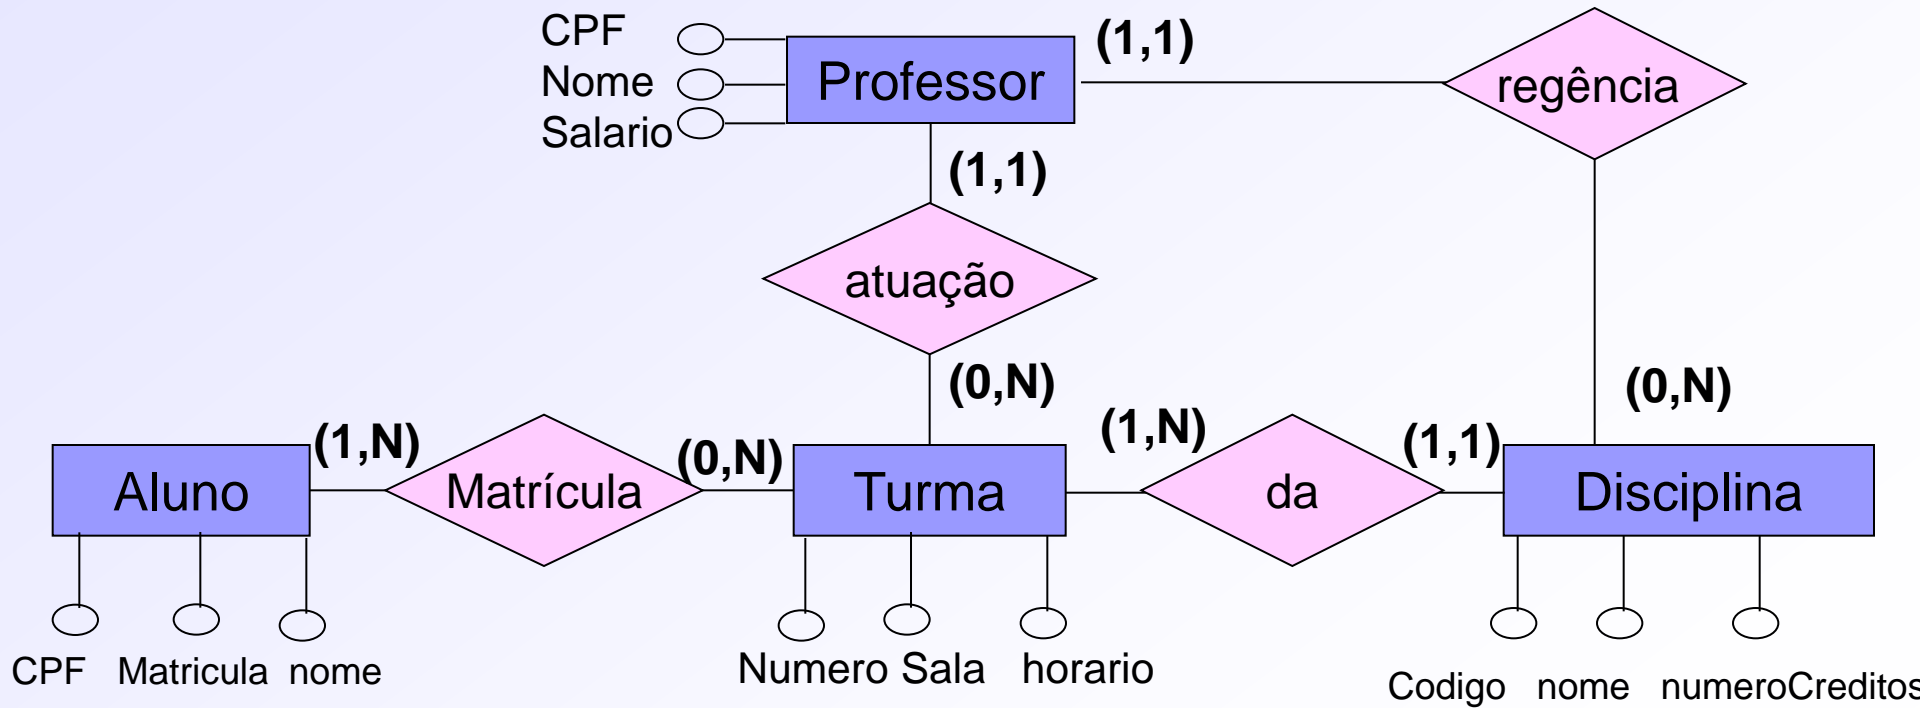 CPF
Nome
Salario
Professor
(1,1)
regência
(1,1)
atuação
(0,N)
(0,N)
Aluno
(1,N)
Matrícula
(0,N)
Turma
(1,N)
da
(1,1)
Disciplina
CPF Matricula nome
Numero Sala horario
Codigo nome numeroCreditos